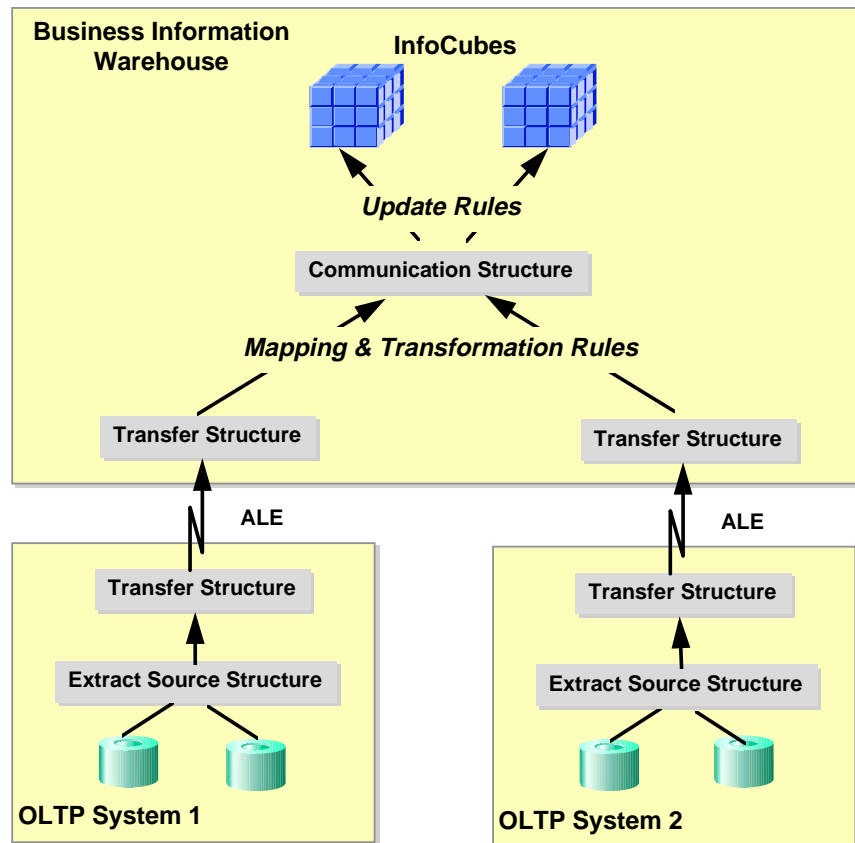 Business Information
Warehouse
InfoCubes
Update Rules
Communication Structure
Mapping & Transformation Rules
Transfer Structure
Transfer Structure
ALE
ALE
Transfer Structure
Transfer Structure
Extract Source Structure
Extract Source Structure
OLTP System 1
OLTP System 2